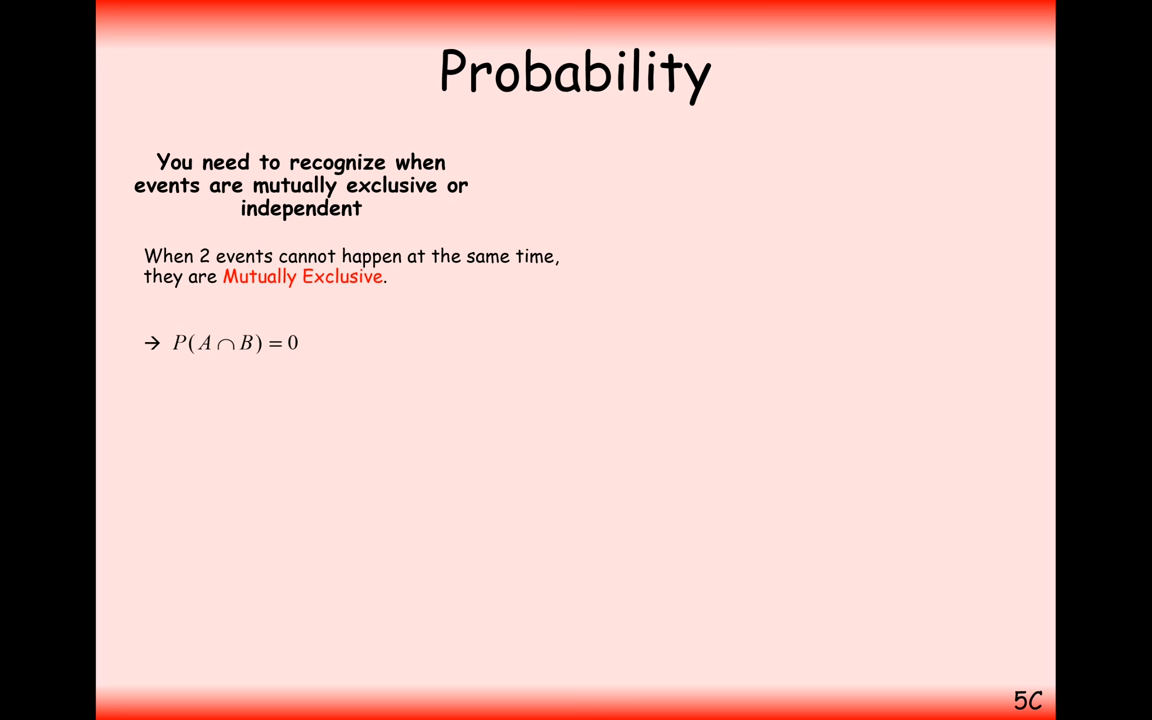 Probability
You need to recognize when
events are mutually exclusive or
independent
When 2 events cannot happen at the same time,
they are Mutually Exclusive.
→ P(A ∩ B) = 0
5C